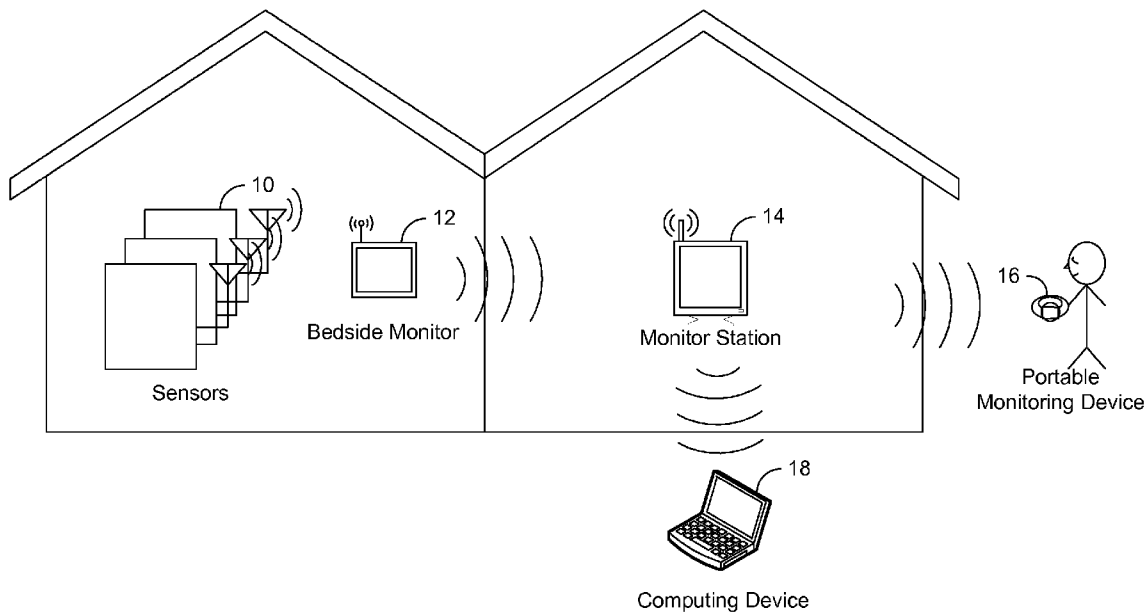 10
12
14
16
Bedside Monitor
Monitor Station
Sensors
Portable
Monitoring Device
18
Computing Device